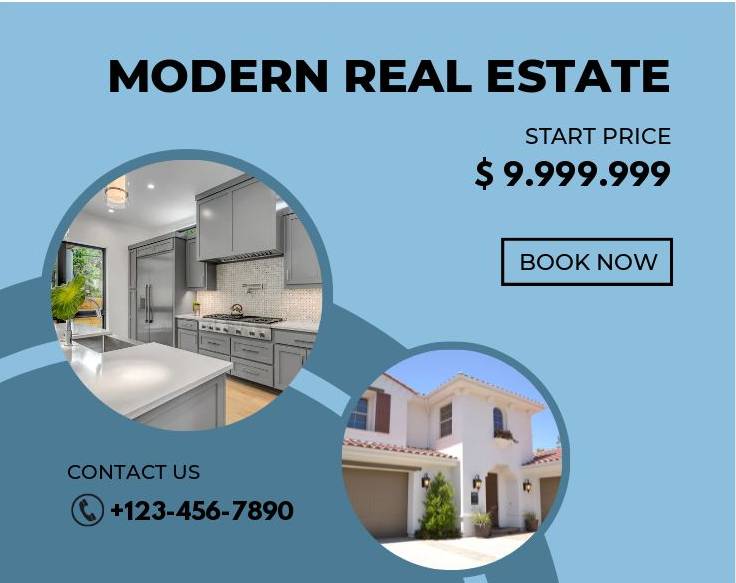 MODERN REAL ESTATE
START PRICE
$ 9.999.999
BOOK NOW
CONTACT US
+123-456-7890